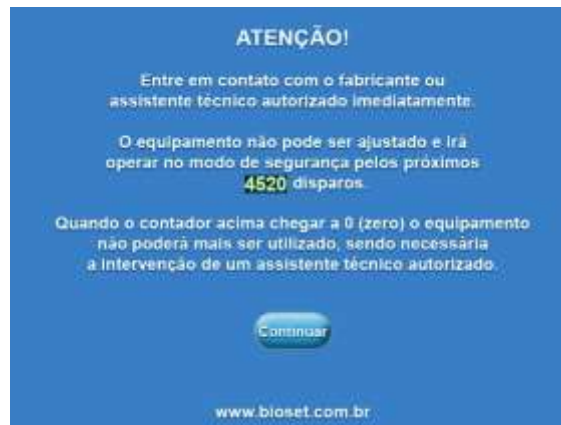 ATENÇÃO!
Entre em contato com o fabricante ou
assistente técnico autorizado imediatamente.
O equipamento não pode ser ajustado e Irá
operar no modo de segurança pelos próximos
4520 disparos.
Quando o contador acima chegar a 0 (zero) o equipamento
não poderá mais ser utilizado, sendo necessária
a intervenção de um assistente técnico autorizado.
Continuar
www.bioset.com.br